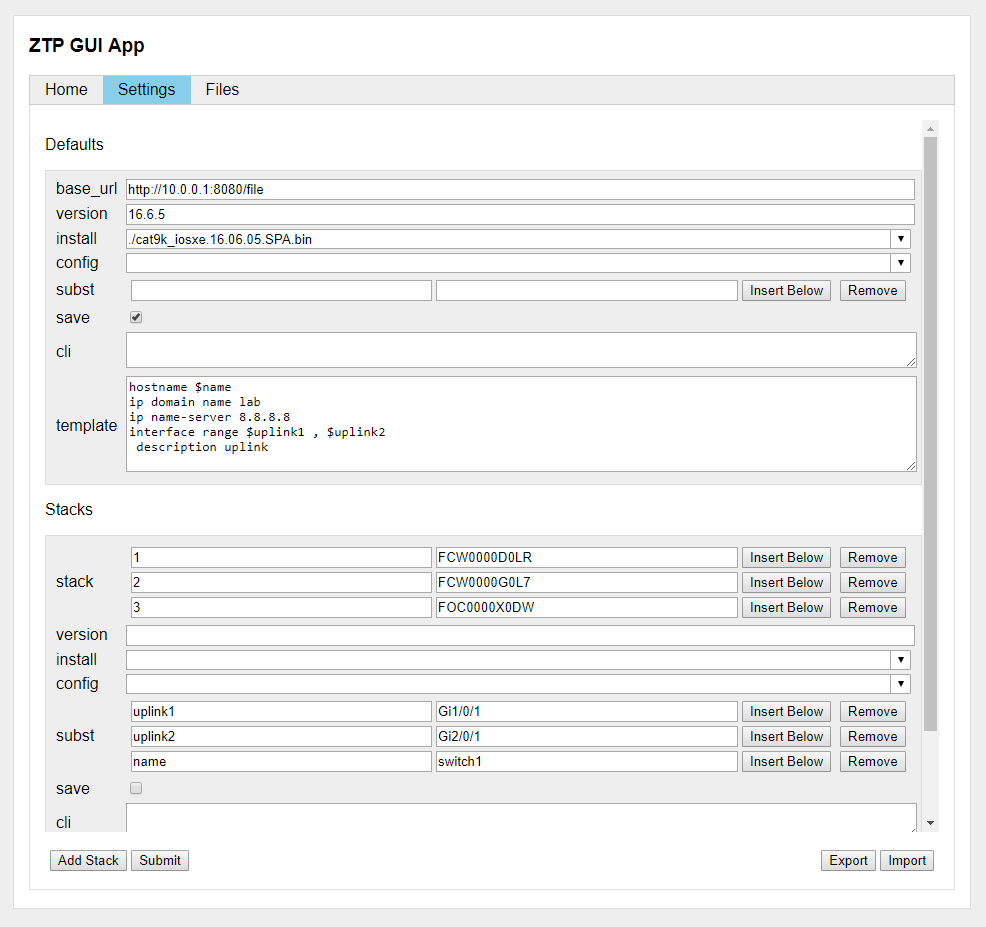 ZTP GUI App
Home Settings Files
Defaults
base_url http://10.0.0.1:8080/file
version 16.6.5
install ./cat9k_iosxe.16.06.05.SPA.bin
config
subst Insert Below Remove
save
cli
template
hostname $name
ip domain name lab
ip name-server 8.8.8.8
interface range $uplink1 , $uplink2
 description uplink
Stacks
stack
1 FCW0000D0LR Insert Below Remove
2 FCW0000G0L7 Insert Below Remove
3 FOC0000X0DW Insert Below Remove
version
install
config
subst
uplink1 Gi1/0/1 Insert Below Remove
uplink2 Gi2/0/1 Insert Below Remove
name switch1 Insert Below Remove
save
cli
Add Stack Submit Export Import